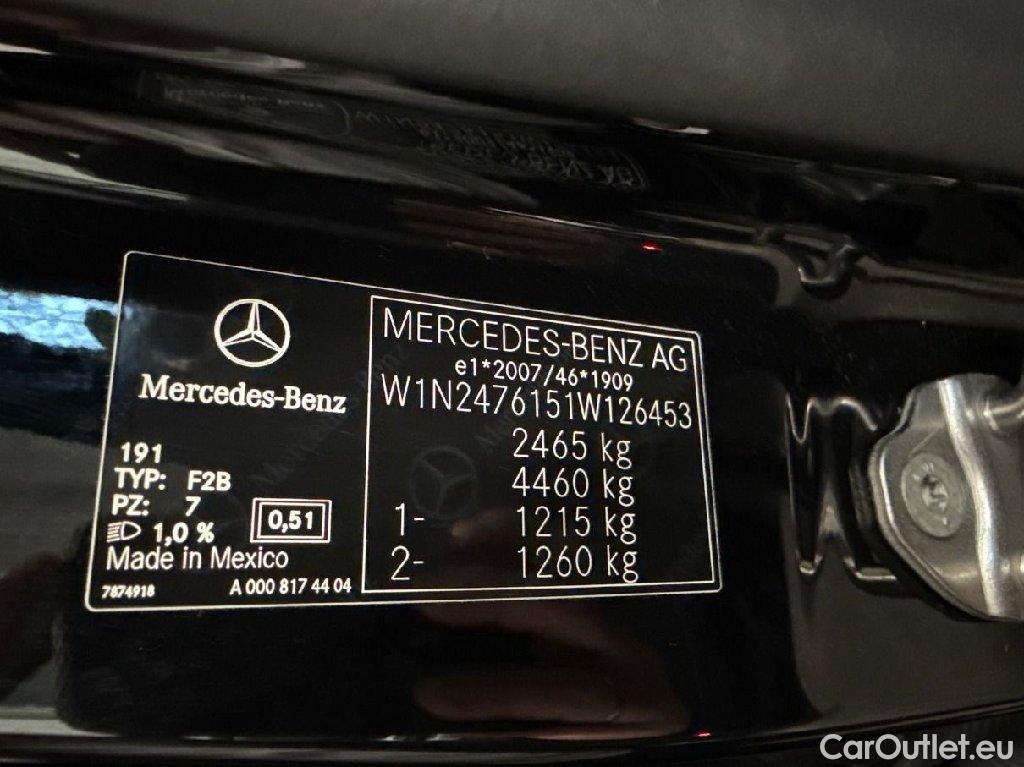 Mercedes-Benz
191
TYP: F2B
PZ: 7
1,0 %
0,51
Made in Mexico
7874918
A 000 817 44 04
MERCEDES-BENZ AG
e1*2007/46*1909
W1N2476151W126453
2465 kg
4460 kg
1- 1215 kg
2- 1260 kg
CarOutlet.eu